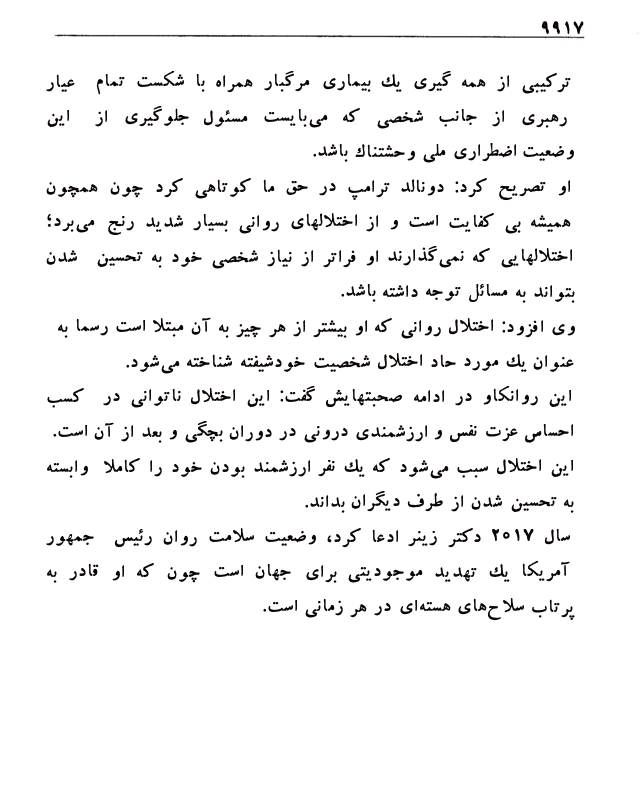 ۹۹۱۷
ترکیبی از همه گیری یك بیماری مرگبار همراه با شکست تمام عیار
رهبری از جانب شخصی که می‌بایست مسئول جلوگیری از این
وضعیت اضطراری ملی وحشتناك باشد.
او تصریح کرد: دونالد ترامپ در حق ما کوتاهی کرد چون همچون
همیشه بی کفایت است و از اختلالهای روانی بسیار شدید رنج می‌برد؛
اختلالهایی که نمی‌گذارند او فراتر از نیاز شخصی خود به تحسین شدن
بتواند به مسائل توجه داشته باشد.
وی افزود: اختلال روانی که او بیشتر از هر چیز به آن مبتلا است رسما به
عنوان یك مورد حاد اختلال شخصیت خودشیفته شناخته می‌شود.
این روانکاو در ادامه صحبتهایش گفت: این اختلال ناتوانی در کسب
احساس عزت نفس و ارزشمندی درونی در دوران بچگی و بعد از آن است.
این اختلال سبب می‌شود که یك نفر ارزشمند بودن خود را کاملا وابسته
به تحسین شدن از طرف دیگران بداند.
سال ۲۰۱۷ دکتر زینر ادعا کرد، وضعیت سلامت روان رئیس جمهور
آمریکا یك تهدید موجودیتی برای جهان است چون که او قادر به
پرتاب سلاح‌های هسته‌ای در هر زمانی است.